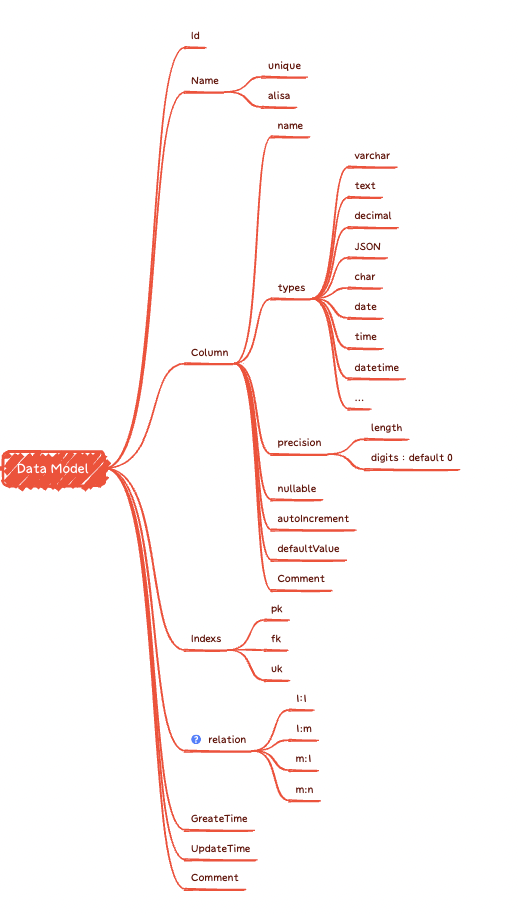 Id
Name
unique
alisa
Column
name
types
varchar
text
decimal
JSON
char
date
time
datetime
...
precision
length
digits : default 0
nullable
autoIncrement
defaultValue
Comment
Data Model
Indexs
pk
fk
uk
relation
1:1
1:m
m:1
m:n
GreateTime
UpdateTime
Comment